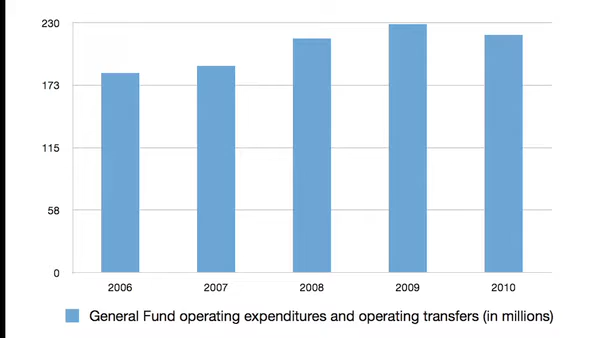 230
173
115
58
0
2006 2007 2008 2009 2010
General Fund operating expenditures and operating transfers (in millions)